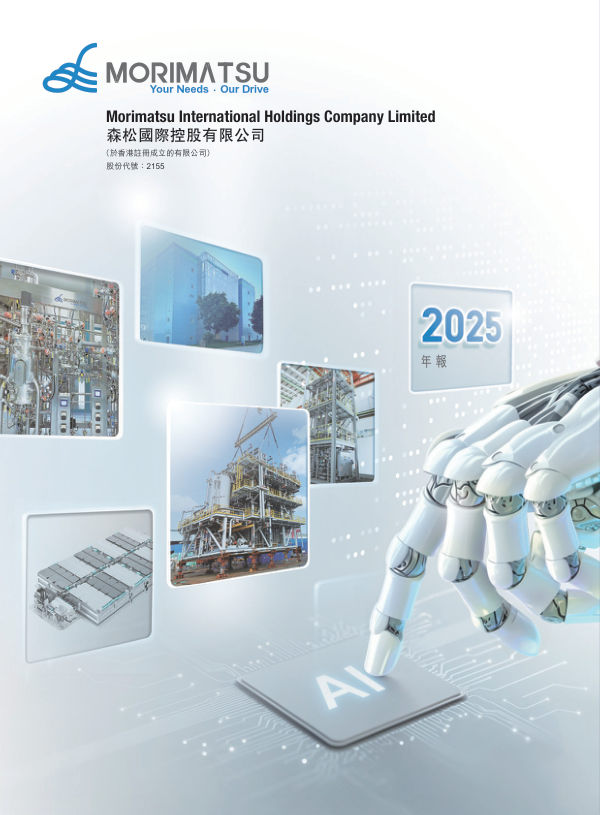 MORIMATSU
Your Needs · Our Drive
Morimatsu International Holdings Company Limited
森松國際控股有限公司
(於香港註冊成立的有限公司)
股份代號：2155
MORIMATSU
2025
年報
AI